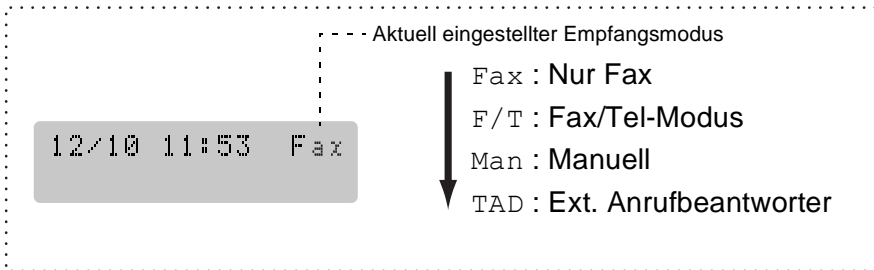 Aktuell eingestellter Empfangsmodus
12/10 11:53 Fax
Fax : Nur Fax
F/T : Fax/Tel-Modus
Man : Manuell
TAD : Ext. Anrufbeantworter